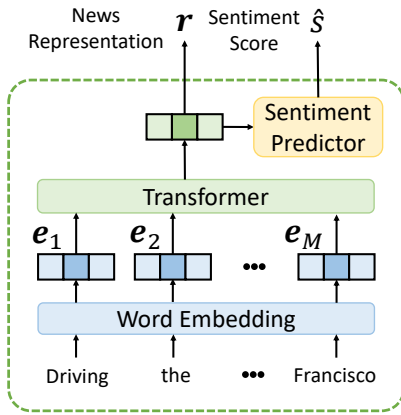 News Representation r
Sentiment Score ŝ
Sentiment Predictor
Transformer
e1 e2 eM
•••
Word Embedding
Driving the ••• Francisco